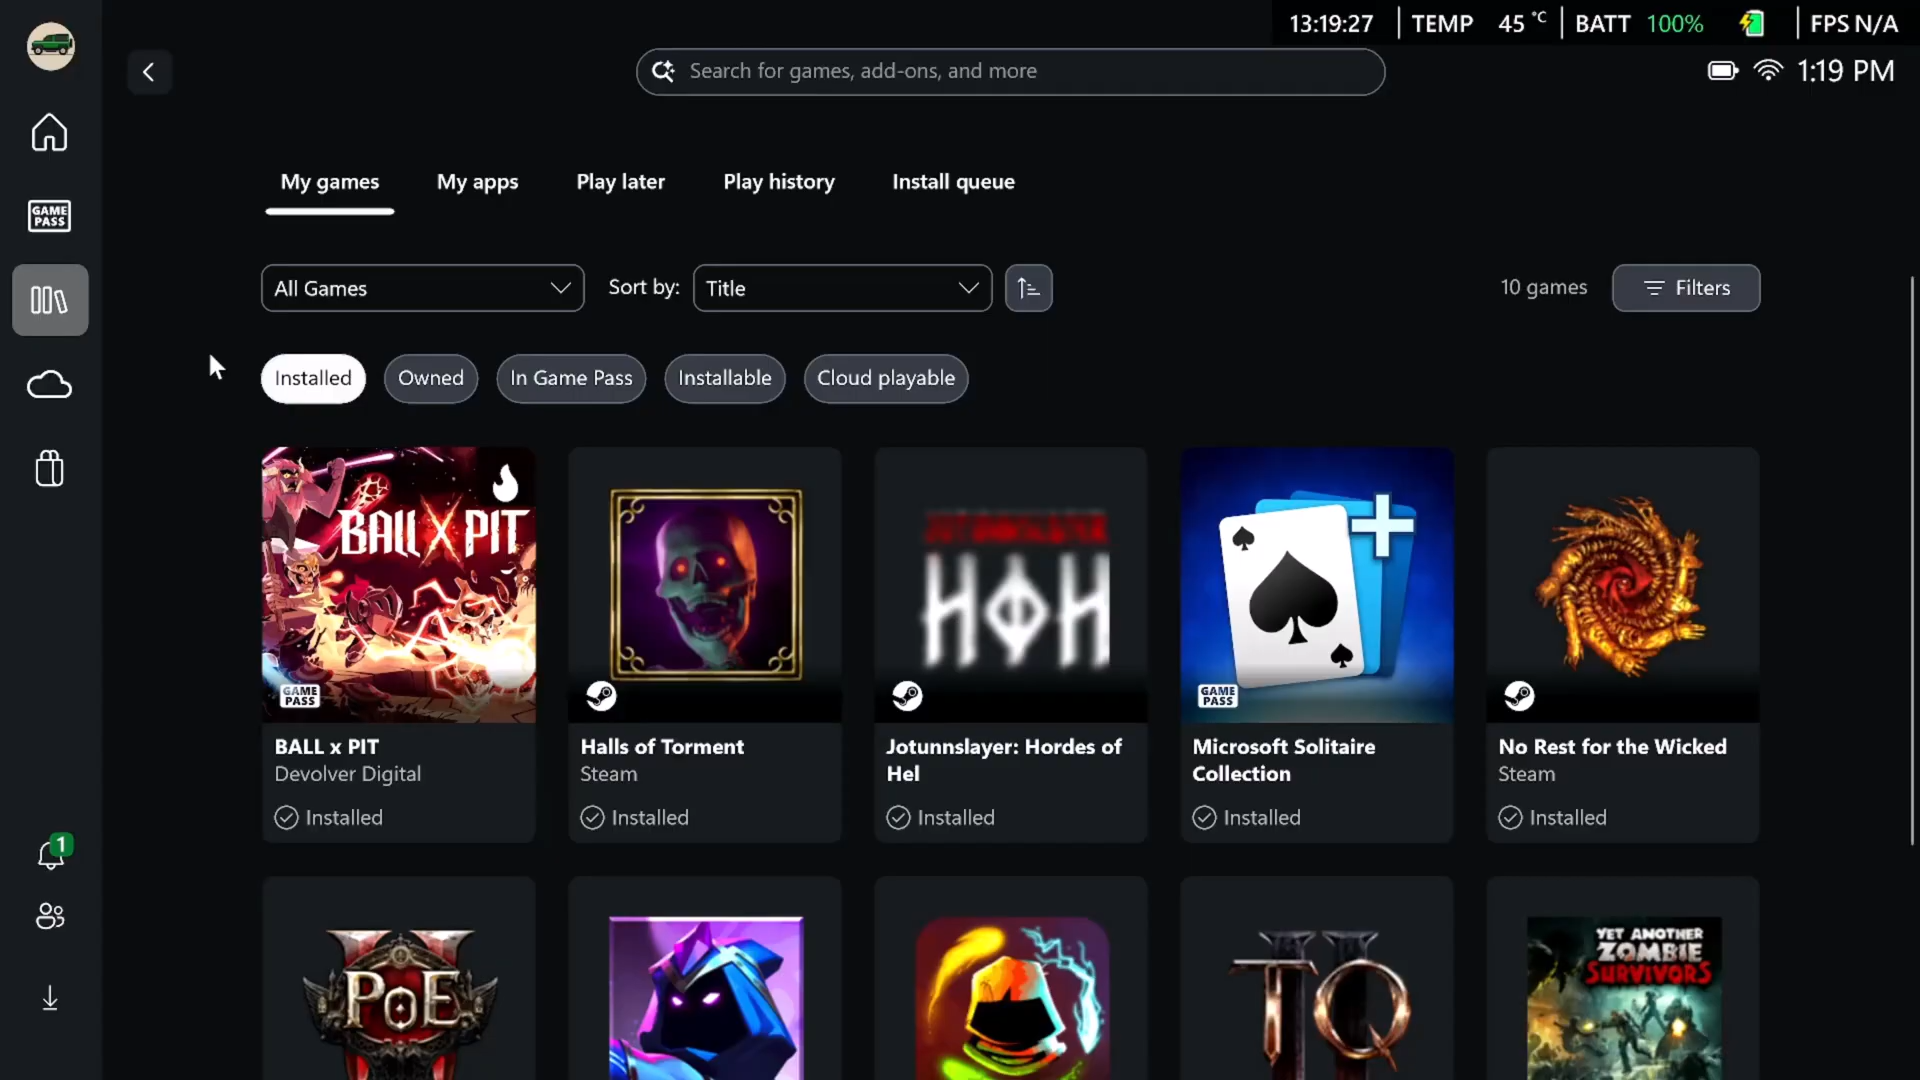 13:19:27 TEMP 45 °C BATT 100% FPS N/A
Search for games, add-ons, and more
1:19 PM
GAME
PASS
My games My apps Play later Play history Install queue
All Games Sort by: Title 10 games Filters
Installed Owned In Game Pass Installable Cloud playable
BALL X PIT
GAME
PASS
JOTUNNSLAYER
HΦH
GAME
PASS
BALL x PIT
Devolver Digital
Installed
Halls of Torment
Steam
Installed
Jotunnslayer: Hordes of
Hel
Installed
Microsoft Solitaire
Collection
Installed
No Rest for the Wicked
Steam
Installed
1
PoE
II
TQ
II
YET ANOTHER
ZOMBIE
SURVIVORS